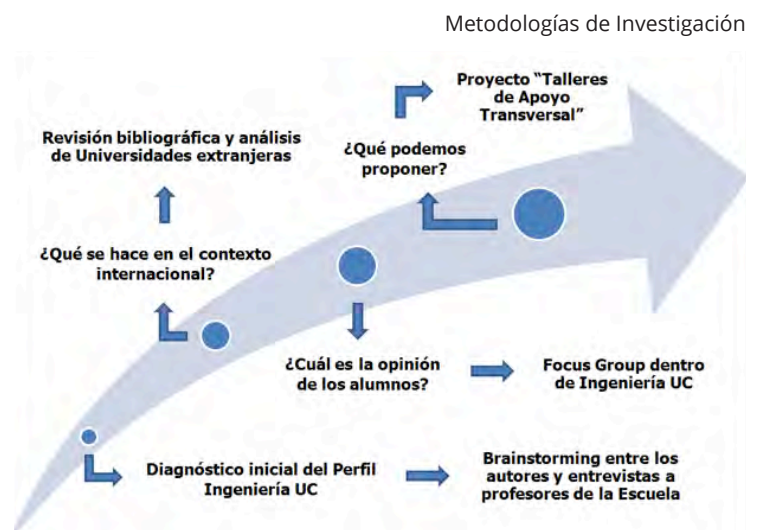 Metodologías de Investigación
Proyecto “Talleres
de Apoyo
Transversal”
Revisión bibliográfica y análisis
de Universidades extranjeras
¿Qué podemos
proponer?
¿Qué se hace en el contexto
internacional?
¿Cuál es la opinión
de los alumnos?
Focus Group dentro
de Ingeniería UC
Diagnóstico inicial del Perfil
Ingeniería UC
Brainstorming entre los
autores y entrevistas a
profesores de la Escuela